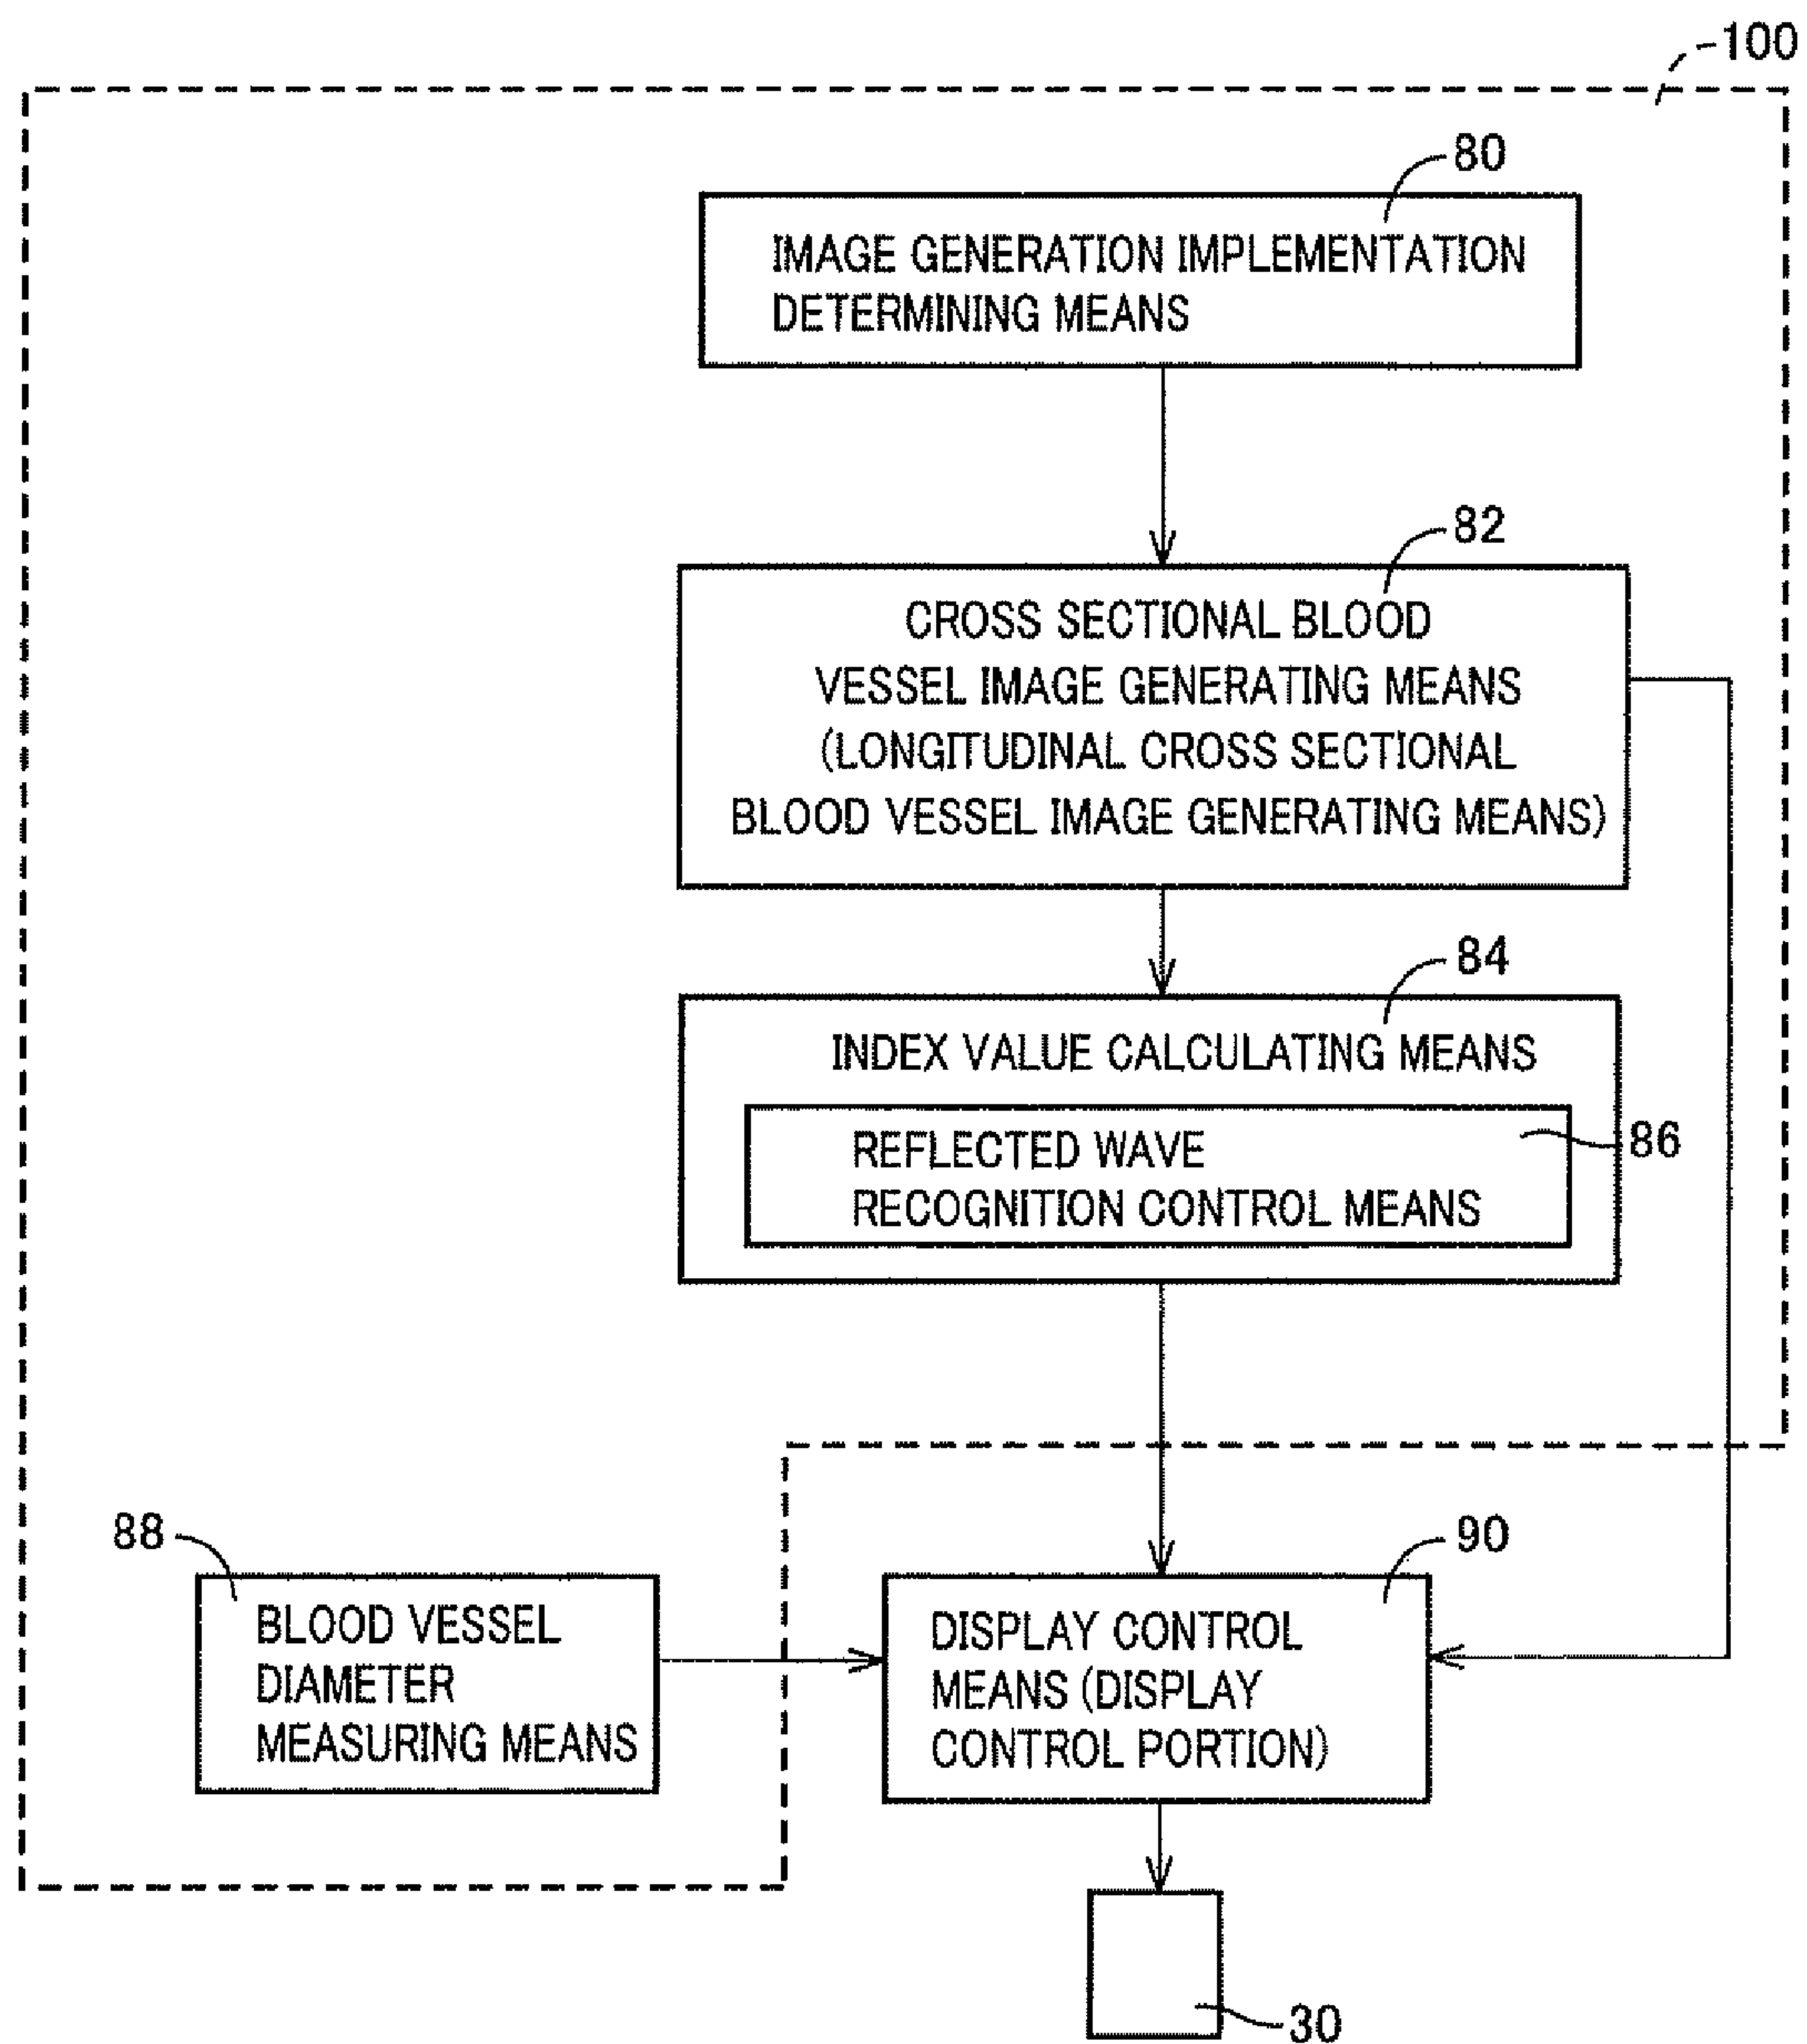 100
80
IMAGE GENERATION IMPLEMENTATION
DETERMINING MEANS
82
CROSS SECTIONAL BLOOD
VESSEL IMAGE GENERATING MEANS
(LONGITUDINAL CROSS SECTIONAL
BLOOD VESSEL IMAGE GENERATING MEANS)
84
INDEX VALUE CALCULATING MEANS
REFLECTED WAVE
RECOGNITION CONTROL MEANS
86
88
BLOOD VESSEL
DIAMETER
MEASURING MEANS
90
DISPLAY CONTROL
MEANS (DISPLAY
CONTROL PORTION)
30